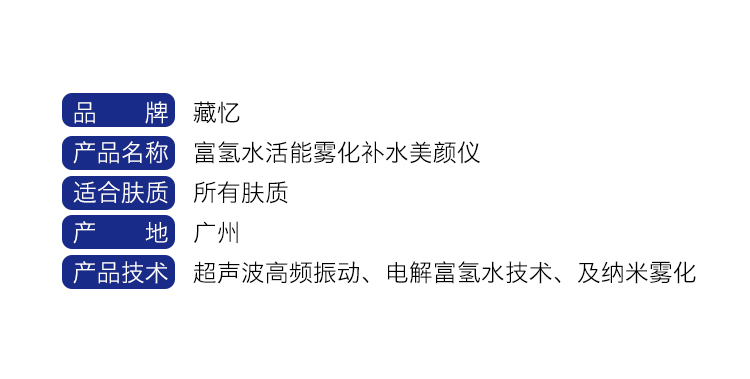 品 牌 藏忆
产品名称 富氢水活能雾化补水美颜仪
适合肤质 所有肤质
产 地 广州
产品技术 超声波高频振动、电解富氢水技术、及纳米雾化